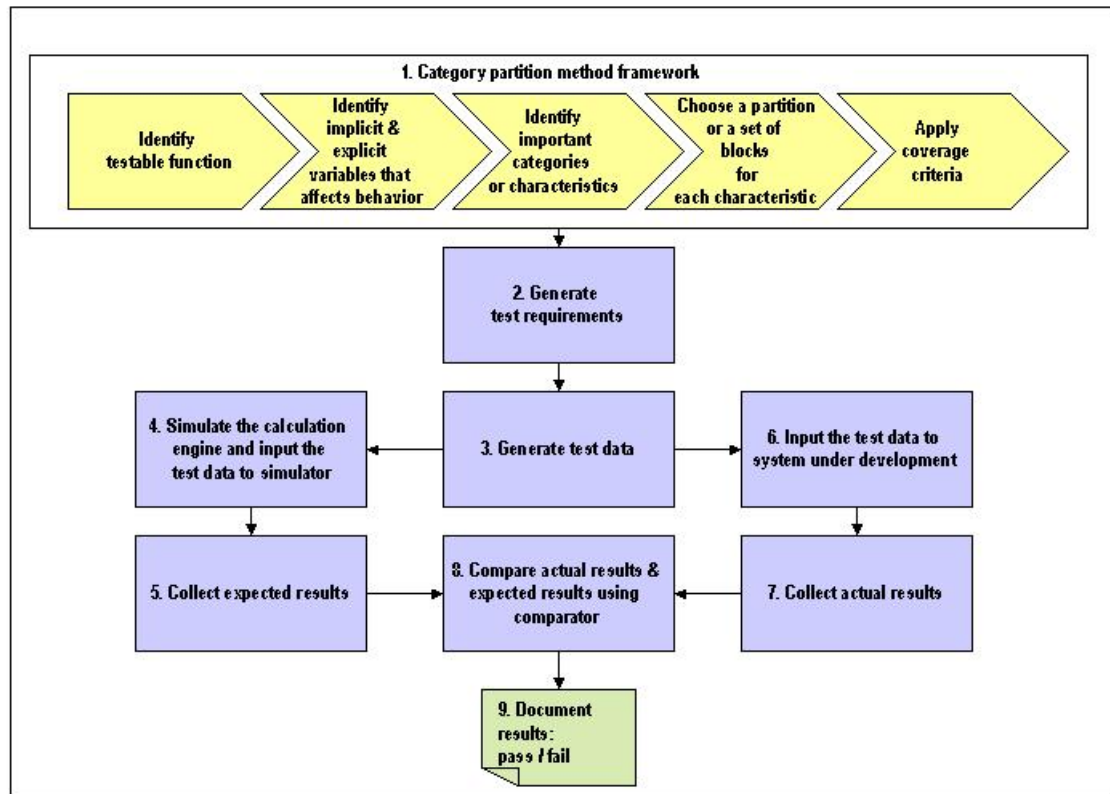 1. Category partition method framework
Identify
testable function
Identify
implicit &
explicit
variables that
affects behavior
Identify
important
categories
or characteristics
Choose a partition
or a set of
blocks
for
each characteristic
Apply
coverage
criteria
2. Generate
test requirements
4. Simulate the calculation
engine and input the
test data to simulator
3. Generate test data
6. Input the test data to
system under development
5. Collect expected results
8. Compare actual results &
expected results using
comparator
7. Collect actual results
9. Document
results:
pass / fail